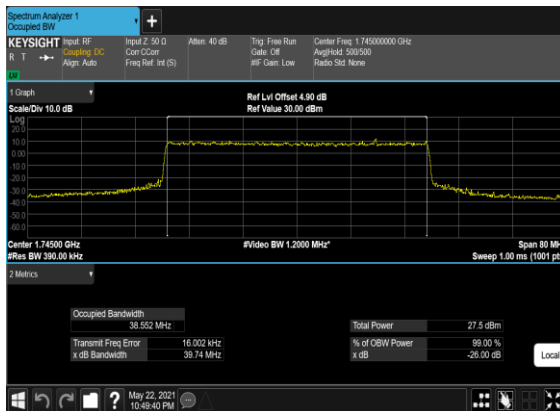 Spectrum Analyzer 1
Occupied BW
KEYSIGHT
R T
Input: RF
Coupling: DC
Align: Auto
Input Z: 50 Ω
Corr CCorr
Freq Ref: Int (S)
Atten: 40 dB
Trig: Free Run
Gate: Off
#IF Gain: Low
Center Freq: 1.745000000 GHz
Avg|Hold: 500/500
Radio Std: None
1 Graph
Scale/Div 10.0 dB
Ref Lvl Offset 4.90 dB
Ref Value 30.00 dBm
Log
20.0
10.0
0.00
-10.0
-20.0
-30.0
-40.0
-50.0
-60.0
Center 1.74500 GHz
#Res BW 390.00 kHz
#Video BW 1.2000 MHz*
Span 80 MH
Sweep 1.00 ms (1001 pts
2 Metrics
Occupied Bandwidth
38.552 MHz
Transmit Freq Error 16.002 kHz
x dB Bandwidth 39.74 MHz
Total Power 27.5 dBm
% of OBW Power 99.00 %
x dB -26.00 dB
Local
?
May 22, 2021
10:49:40 PM